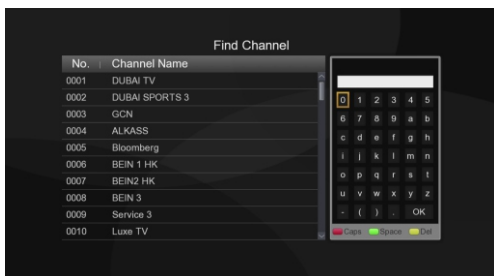 Find Channel
No. Channel Name
0001 DUBAI TV
0002 DUBAI SPORTS 3
0003 GCN
0004 ALKASS
0005 Bloomberg
0006 BEIN 1 HK
0007 BEIN2 HK
0008 BEIN 3
0009 Service 3
0010 Luxe TV
0 1 2 3 4 5
6 7 8 9 a b
c d e f g h
i j k l m n
o p q r s t
u v w x y z
- ( ) . OK
Caps Space Del